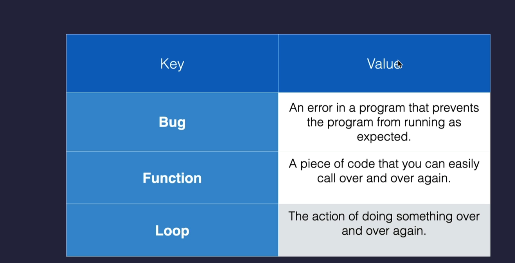 Key
Value
Bug
An error in a program that prevents
the program from running as
expected.
Function
A piece of code that you can easily
call over and over again.
Loop
The action of doing something over
and over again.